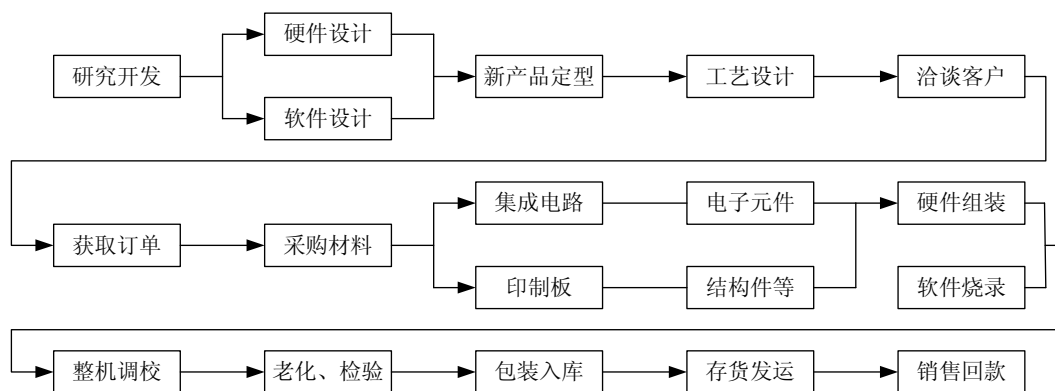 硬件设计
研究开发
新产品定型
工艺设计
洽谈客户
软件设计
集成电路
电子元件
硬件组装
获取订单
采购材料
印制板
结构件等
软件烧录
整机调校
老化、检验
包装入库
存货发运
销售回款